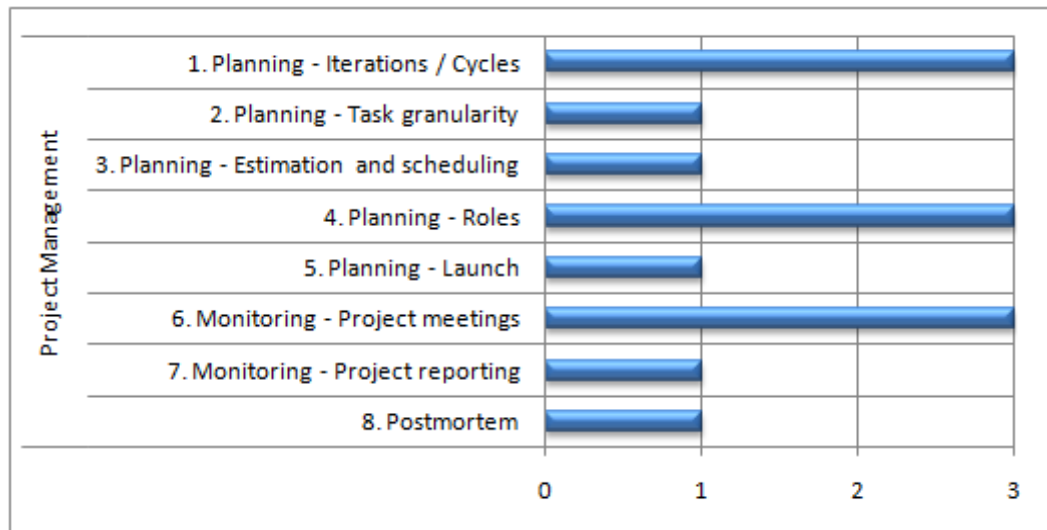 Project Management
1. Planning - Iterations / Cycles
2. Planning - Task granularity
3. Planning - Estimation and scheduling
4. Planning - Roles
5. Planning - Launch
6. Monitoring - Project meetings
7. Monitoring - Project reporting
8. Postmortem
0 1 2 3